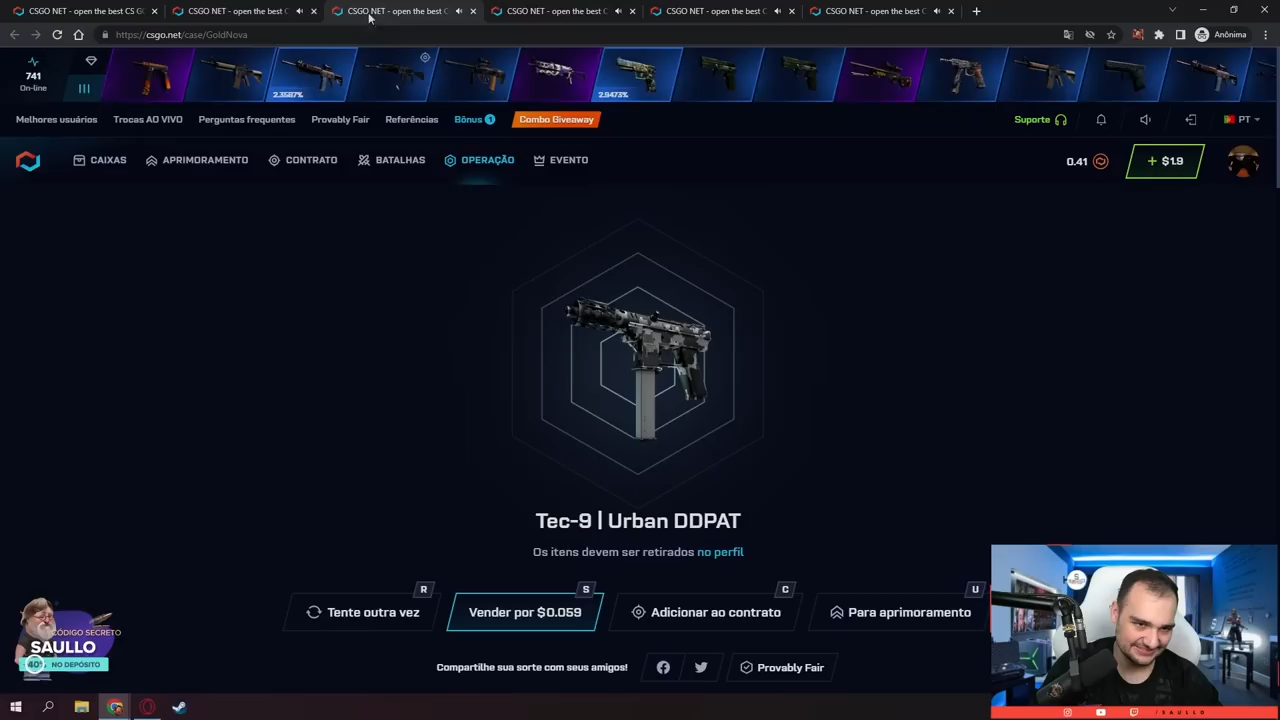 CSGO NET - open the best CS GO
CSGO NET - open the best C
CSGO NET - open the best C
CSGO NET - open the best C
CSGO NET - open the best C
CSGO NET - open the best C
https://csgo.net/case/GoldNova
Anônima
741
On-line
2.3587%
2.9473%
Melhores usuários
Trocas AO VIVO
Perguntas frequentes
Provably Fair
Referências
Bônus
Combo Giveaway
Suporte
PT
CAIXAS
APRIMORAMENTO
CONTRATO
BATALHAS
OPERAÇÃO
EVENTO
0.41
+ $1.9
Tec-9 | Urban DDPAT
Os itens devem ser retirados no perfil
R
S
C
U
Tente outra vez
Vender por $0.059
Adicionar ao contrato
Para aprimoramento
CÓDIGO SECRETO
SAULLO
40% NO DEPÓSITO
Compartilhe sua sorte com seus amigos!
Provably Fair
/SAULLO